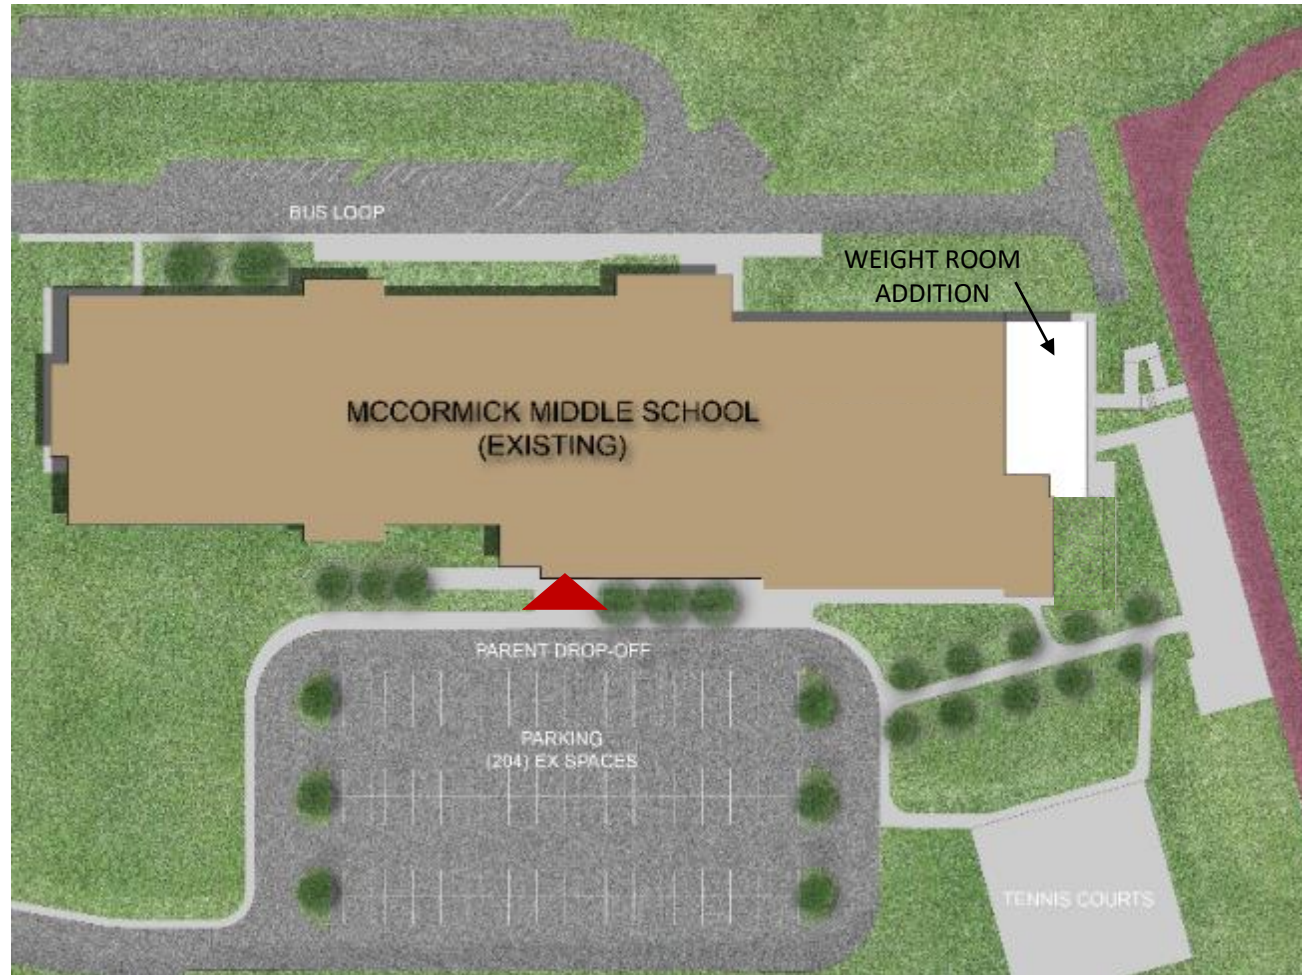 BUS LOOP
WEIGHT ROOM
ADDITION
MCCORMICK MIDDLE SCHOOL
(EXISTING)
PARENT DROP-OFF
PARKING
(204) EX SPACES
TENNIS COURTS